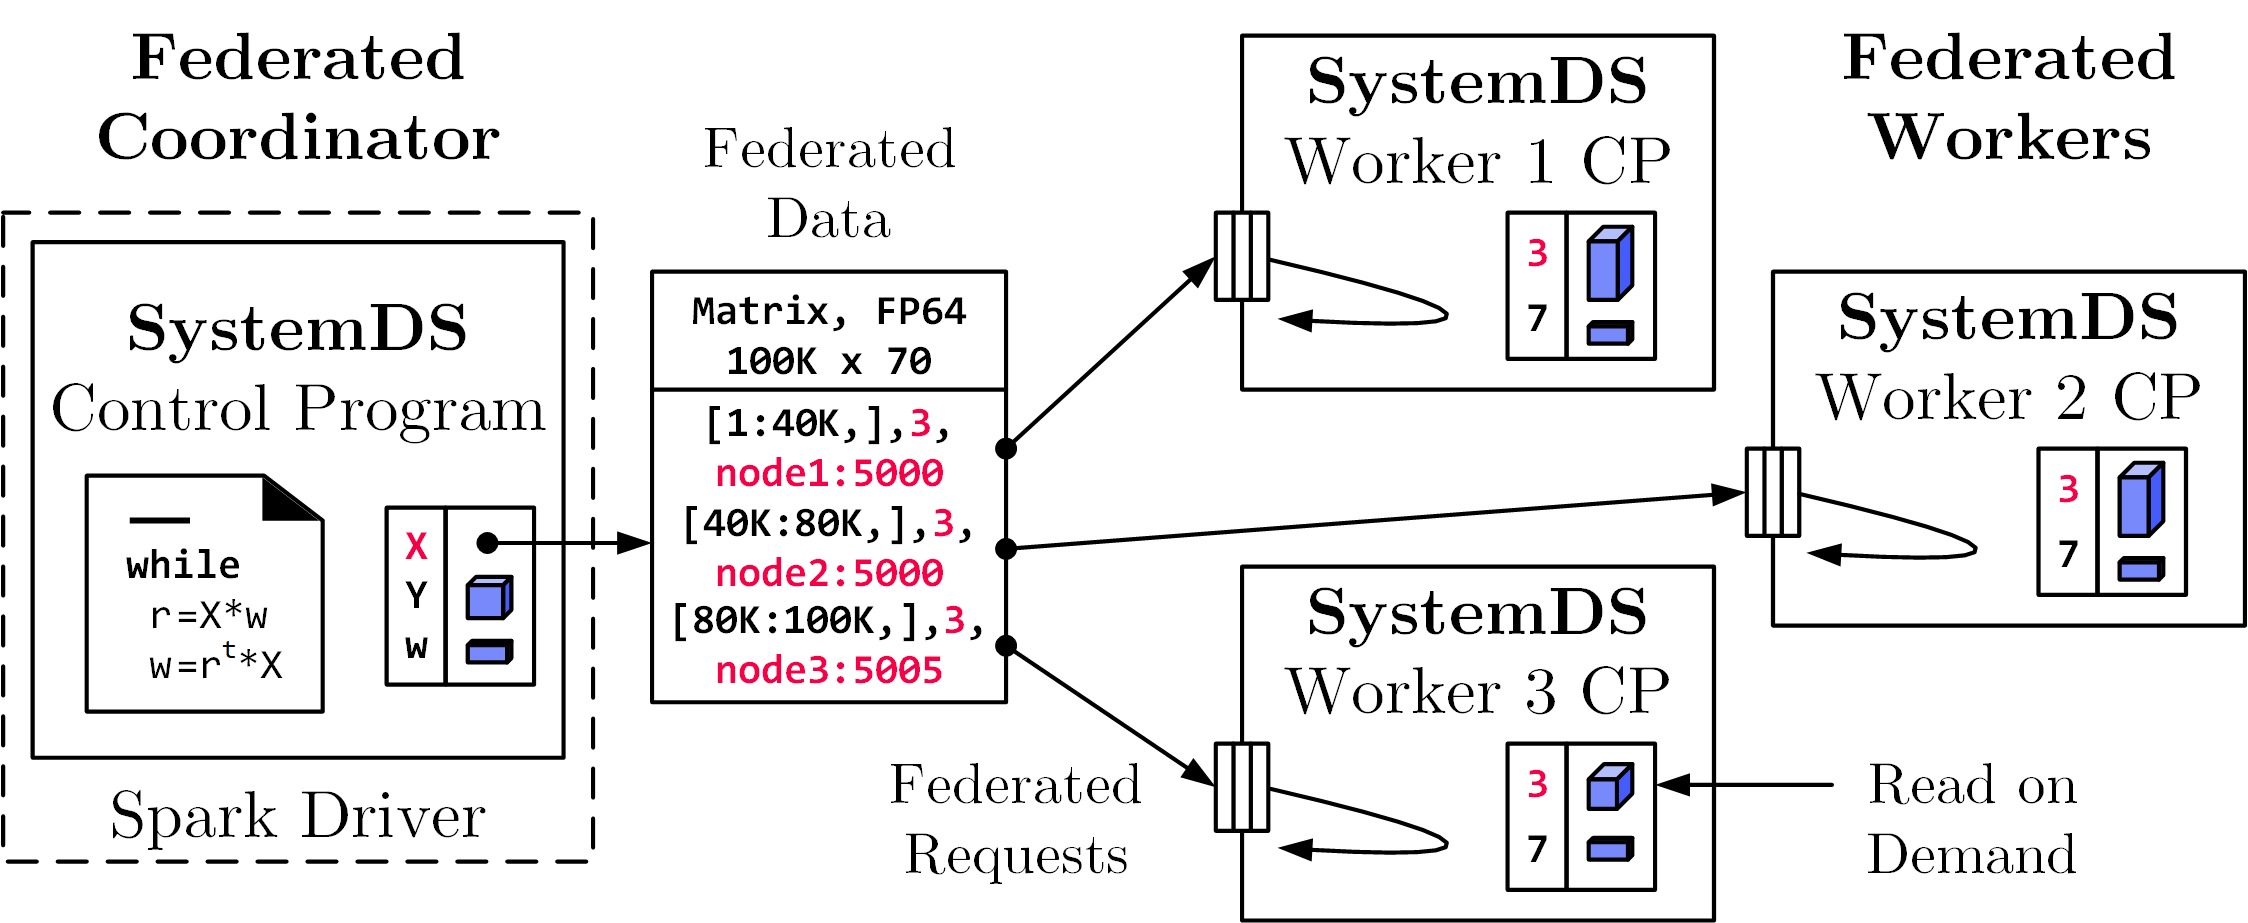 Federated
Coordinator
SystemDS
Control Program
while
r=X*w
w=rᵗ*X
X
Y
w
Spark Driver
Federated
Data
Matrix, FP64
100K x 70
[1:40K,],3,
node1:5000
[40K:80K,],3,
node2:5000
[80K:100K,],3,
node3:5005
Federated
Requests
SystemDS
Worker 1 CP
3
7
Federated
Workers
SystemDS
Worker 2 CP
3
7
SystemDS
Worker 3 CP
3
7
Read on
Demand